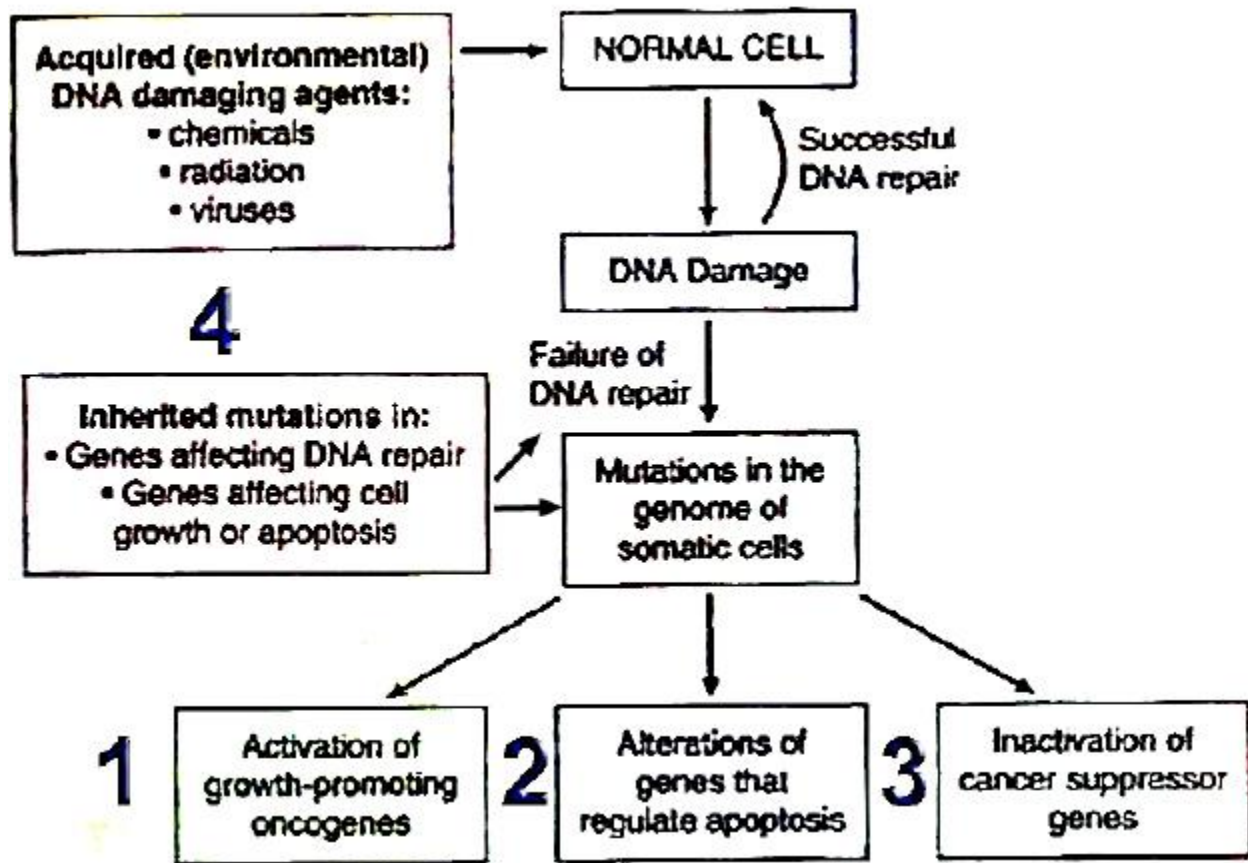 Acquired (environmental)
DNA damaging agents:
• chemicals
• radiation
• viruses
NORMAL CELL
Successful
DNA repair
DNA Damage
4
Failure of
DNA repair
Inherited mutations in:
• Genes affecting DNA repair
• Genes affecting cell
growth or apoptosis
Mutations in the
genome of
somatic cells
1
Activation of
growth-promoting
oncogenes
2
Alterations of
genes that
regulate apoptosis
3
Inactivation of
cancer suppressor
genes